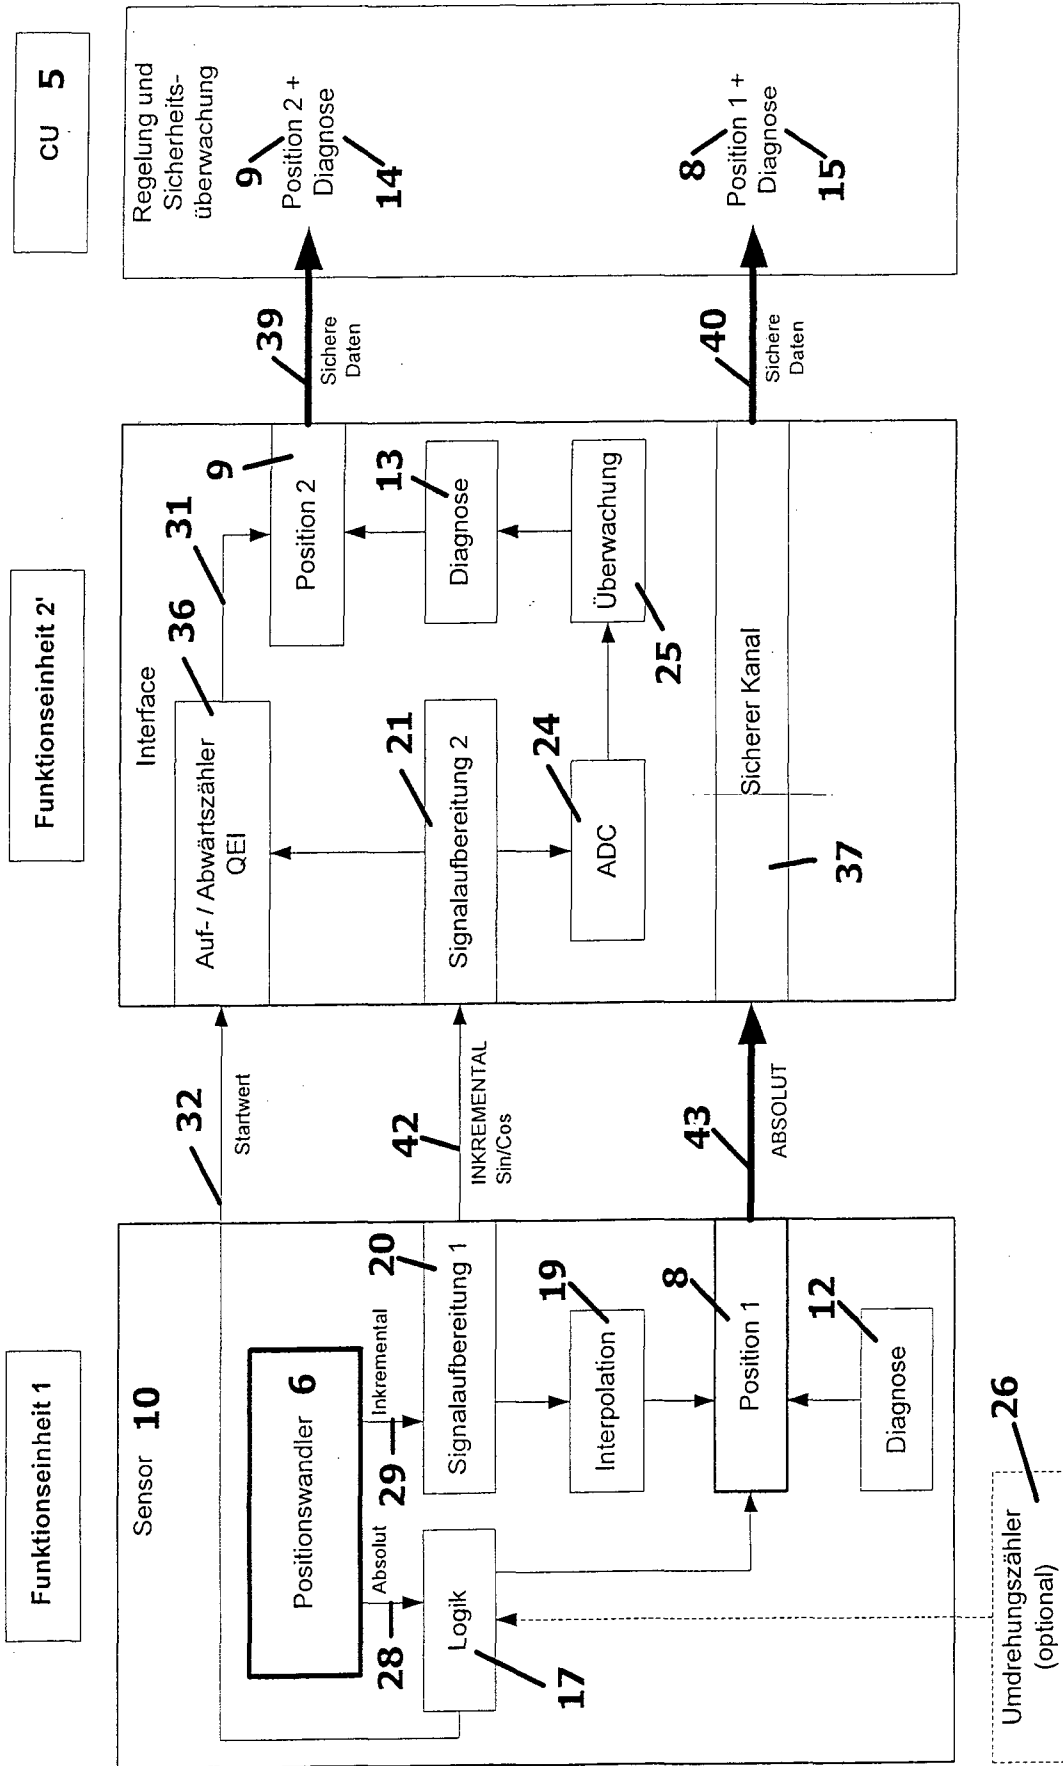 Funktionseinheit 1
Sensor 10
Positionswandler 6
28
Absolut
29
Inkremental
Logik
17
Signalaufbereitung 1
20
Interpolation
19
Position 1
8
Diagnose
12
Umdrehungszähler
(optional)
26
32
Startwert
42
INKREMENTAL
Sin/Cos
43
ABSOLUT
Funktionseinheit 2'
Interface
Auf- / Abwärtszähler
QEI
36
31
Position 2
9
Signalaufbereitung 2
21
Diagnose
13
ADC
24
Überwachung
25
Sicherer Kanal
37
39
Sichere
Daten
40
Sichere
Daten
CU 5
Regelung und
Sicherheits-
überwachung
9
Position 2 +
Diagnose
14
8
Position 1 +
Diagnose
15